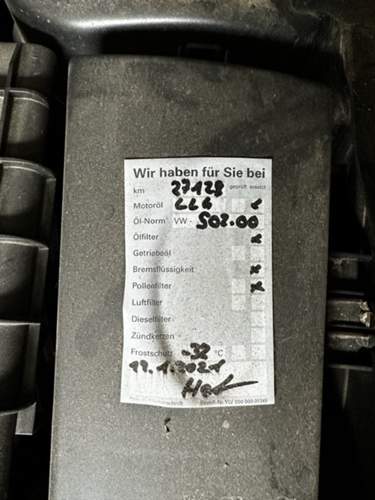 Wir haben für Sie bei
km 27128 geprüft ersetzt
Motoröl LL4
Öl-Norm VW - 502.00
Ölfilter
Getriebeöl
Bremsflüssigkeit
Pollenfilter
Luftfilter
Dieselfilter
Zündkerzen
Frostschutz -32 °C
.1.2021